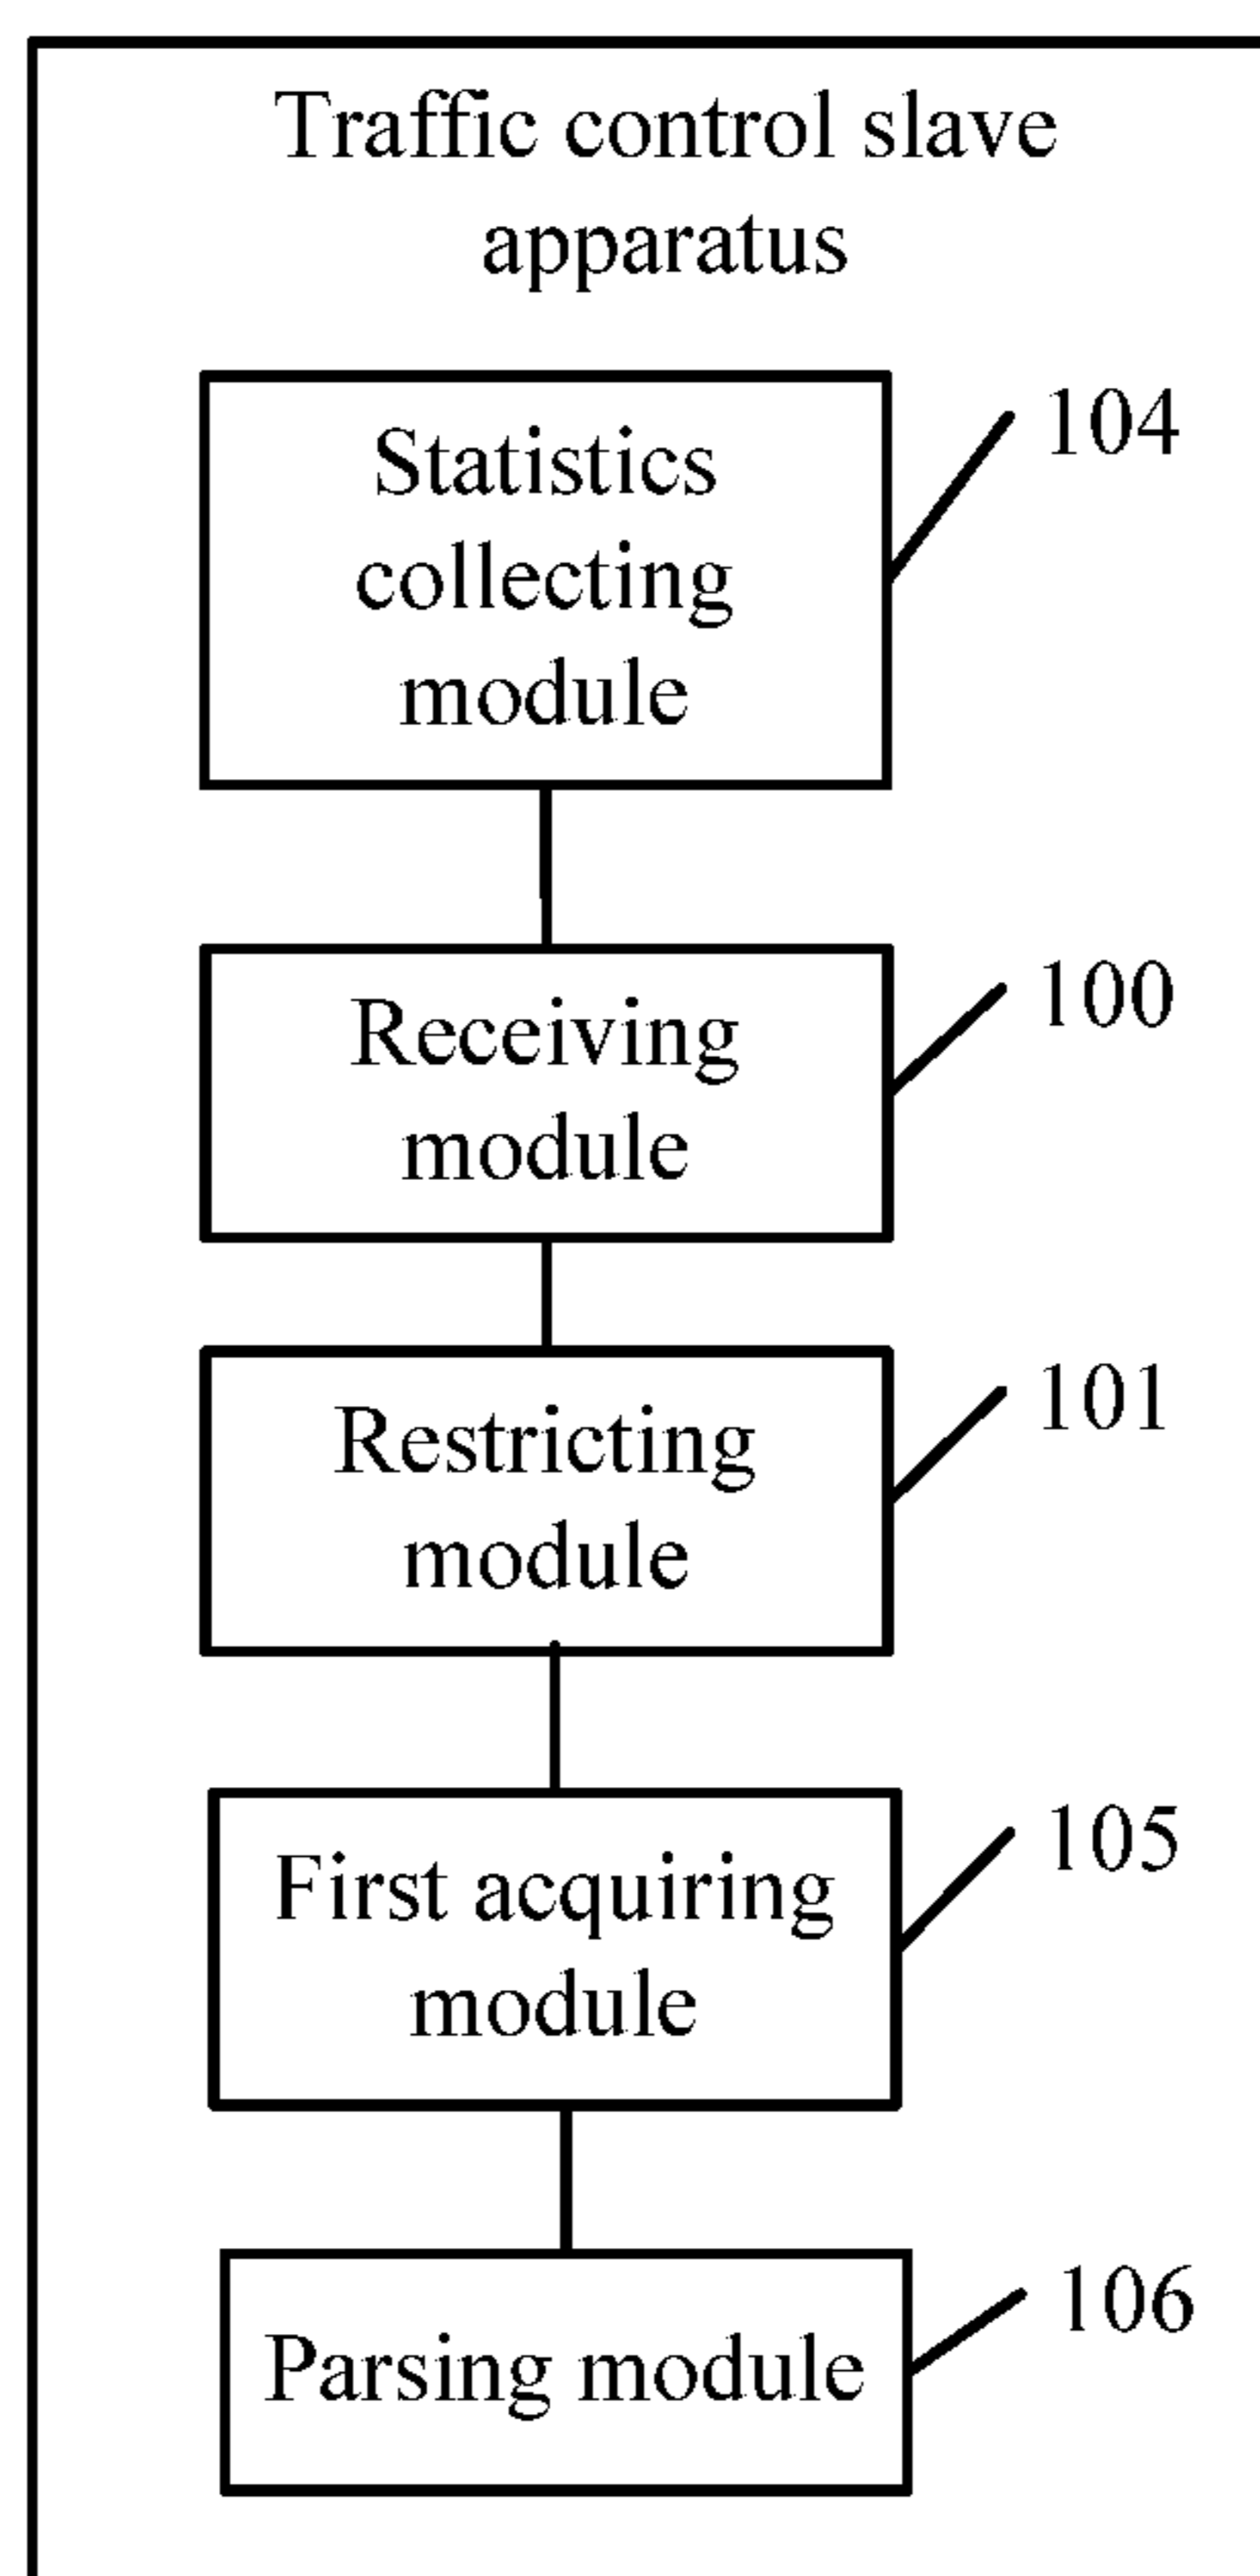 Traffic control slave
apparatus
Statistics
collecting
module
104
Receiving
module
100
Restricting
module
101
First acquiring
module
105
Parsing module
106